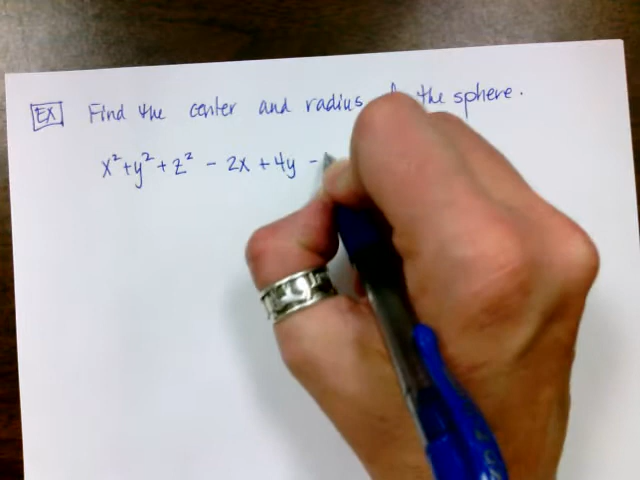 EX Find the center and radius the sphere.
x²+y²+z² - 2x + 4y -